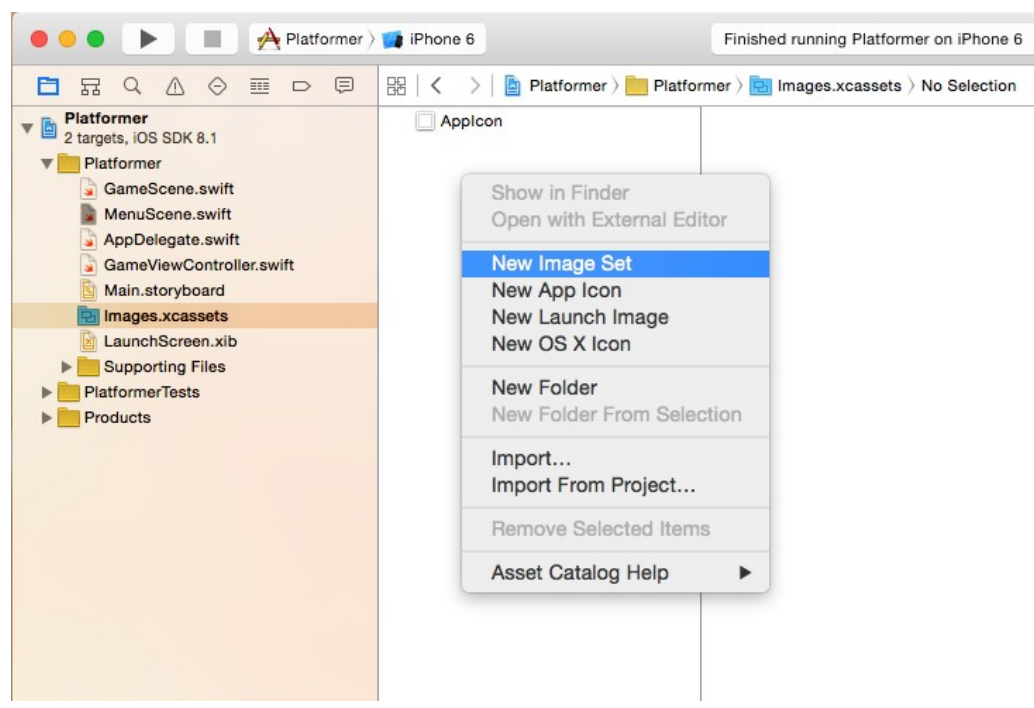 Platformer 〉 iPhone 6
Finished running Platformer on iPhone 6
Platformer 〉 Platformer 〉 Images.xcassets 〉 No Selection
Platformer
2 targets, iOS SDK 8.1
Platformer
GameScene.swift
MenuScene.swift
AppDelegate.swift
GameViewController.swift
Main.storyboard
Images.xcassets
LaunchScreen.xib
Supporting Files
PlatformerTests
Products
AppIcon
Show in Finder
Open with External Editor
New Image Set
New App Icon
New Launch Image
New OS X Icon
New Folder
New Folder From Selection
Import...
Import From Project...
Remove Selected Items
Asset Catalog Help